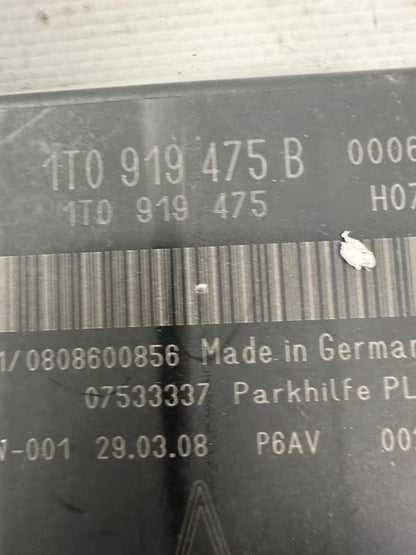 1T0 919 475 B 0006
1T0 919 475 H07
1/0808600856 Made in German
07533337 Parkhilfe PL
-001 29.03.08 P6AV 00